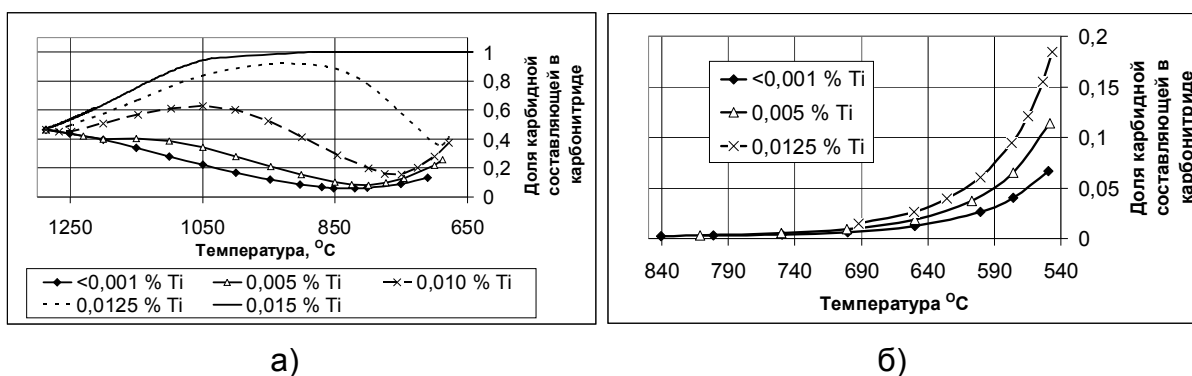 1
0,8
0,6
0,4
0,2
0
Доля карбидной
составляющей в
карбонитриде
1250 1050 850 650
Температура, ᴼС
<0,001 % Ti 0,005 % Ti 0,010 % Ti
0,0125 % Ti 0,015 % Ti
а)
0,2
0,15
0,1
0,05
0
Доля карбидной
составляющей в
карбонитриде
<0,001 % Ti
0,005 % Ti
0,0125 % Ti
840 790 740 690 640 590 540
Температура ᴼС
б)